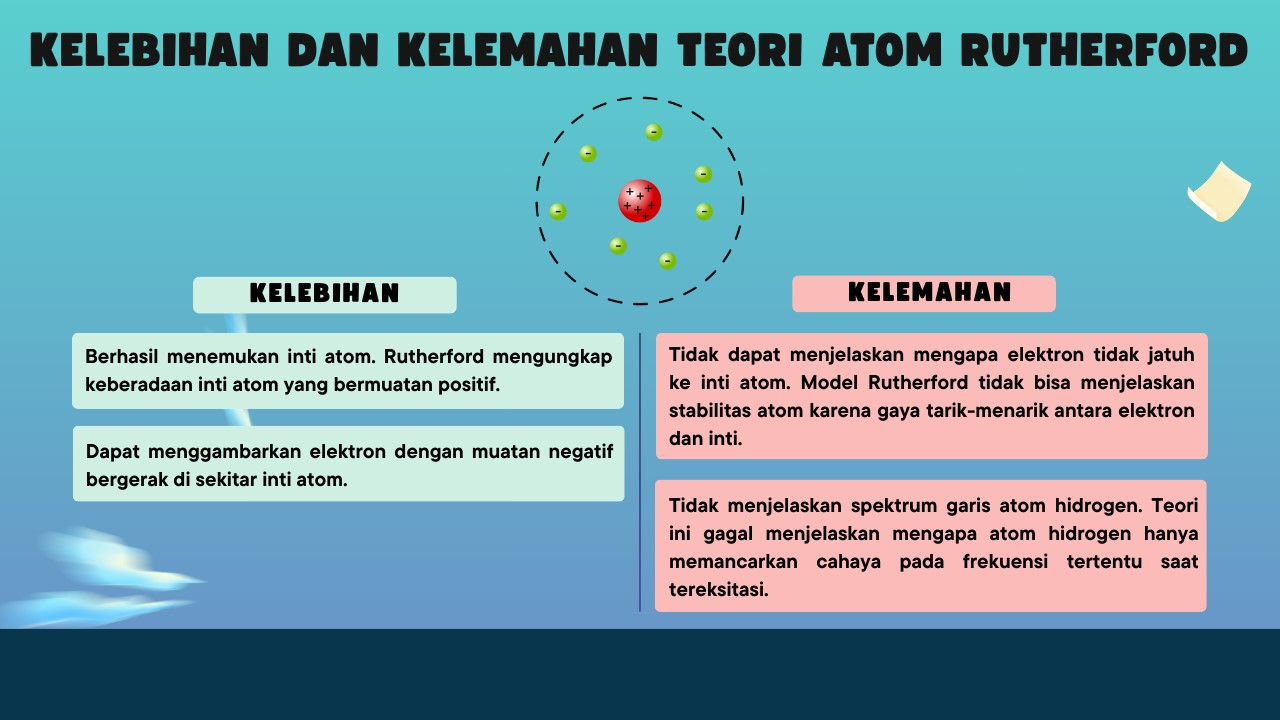 KELEBIHAN DAN KELEMAHAN TEORI ATOM RUTHERFORD
KELEBIHAN
Berhasil menemukan inti atom. Rutherford mengungkap
keberadaan inti atom yang bermuatan positif.
Dapat menggambarkan elektron dengan muatan negatif
bergerak di sekitar inti atom.
KELEMAHAN
Tidak dapat menjelaskan mengapa elektron tidak jatuh
ke inti atom. Model Rutherford tidak bisa menjelaskan
stabilitas atom karena gaya tarik-menarik antara elektron
dan inti.
Tidak menjelaskan spektrum garis atom hidrogen. Teori
ini gagal menjelaskan mengapa atom hidrogen hanya
memancarkan cahaya pada frekuensi tertentu saat
tereksitasi.